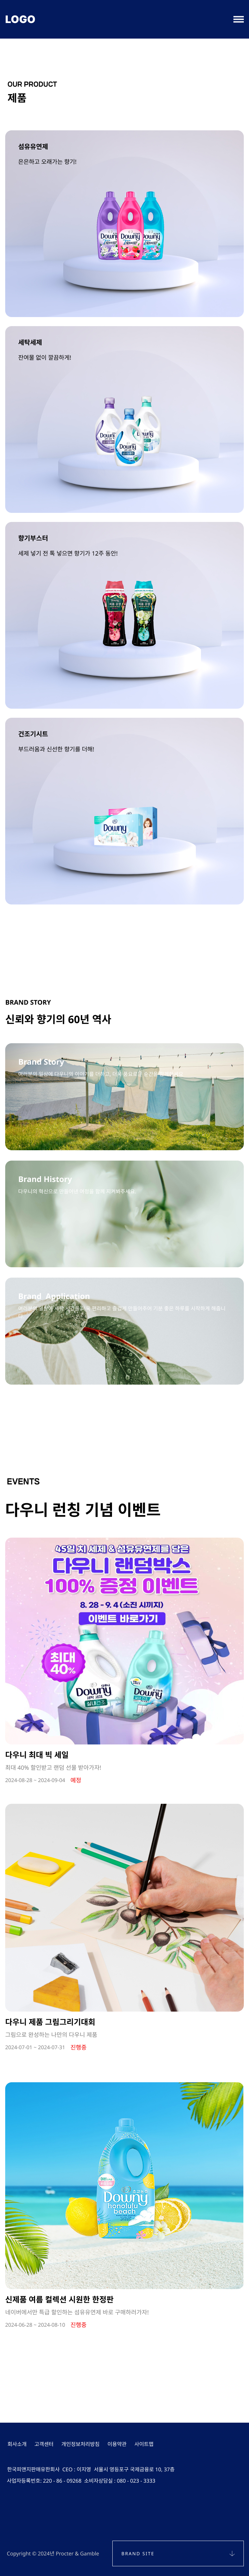 LOGO
OUR PRODUCT
제품
섬유유연제
은은하고 오래가는 향기!
세탁세제
잔여물 없이 깔끔하게!
향기부스터
세제 넣기 전 톡 넣으면 향기가 12주 동안!
건조기시트
부드러움과 신선한 향기를 더해!
BRAND STORY
신뢰와 향기의 60년 역사
Brand Story
Brand History
Brand Application
EVENTS
다우니 런칭 기념 이벤트
45일 치 세제 & 섬유유연제를 담은
다우니 랜덤박스
100% 증정 이벤트
8. 28 - 9. 4 (소진 시까지)
이벤트 바로가기
최대
40%
Downy
Downy
다우니 최대 빅 세일
최대 40% 할인받고 랜덤 선물 받아가자!
2024-08-28 ~ 2024-09-04 예정
다우니 제품 그림그리기대회
그림으로 완성하는 나만의 다우니 제품
2024-07-01 ~ 2024-07-31 진행중
Downy
honolulu
beach
신제품 여름 컬렉션 시원한 한정판
네이버에서만 특급 할인하는 섬유유연제 바로 구매하러가자!
2024-06-28 ~ 2024-08-10 진행중
회사소개 고객센터 개인정보처리방침 이용약관 사이트맵
한국피앤지판매유한회사 CEO : 이지영 서울시 영등포구 국제금융로 10, 37층
사업자등록번호: 220 - 86 - 09268 소비자상담실 : 080 - 023 - 3333
Copyright © 2024년 Procter & Gamble
BRAND SITE